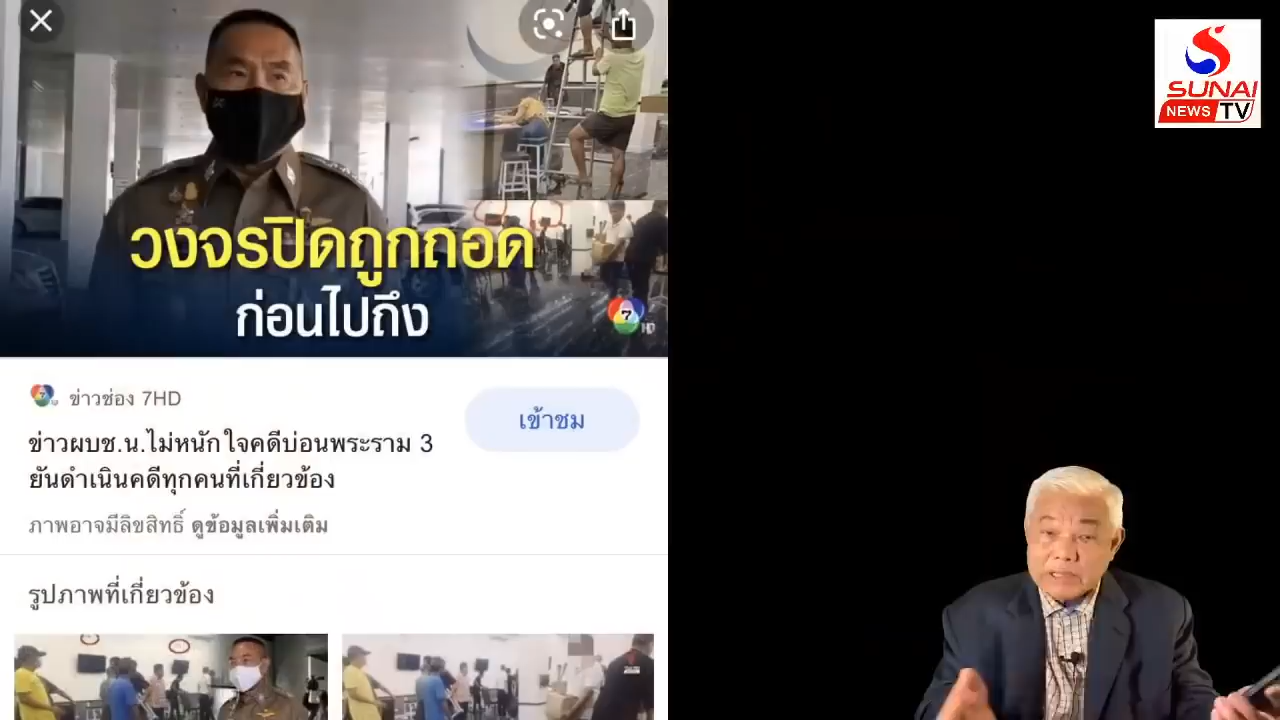 วงจรปิดถูกถอด
ก่อนไปถึง
7 HD
ข่าวช่อง 7HD
เข้าชม
ข่าวผบช.น.ไม่หนักใจคดีบ่อนพระราม 3
ยันดำเนินคดีทุกคนที่เกี่ยวข้อง
ภาพอาจมีลิขสิทธิ์ ดูข้อมูลเพิ่มเติม
รูปภาพที่เกี่ยวข้อง
SUNAI
NEWS TV